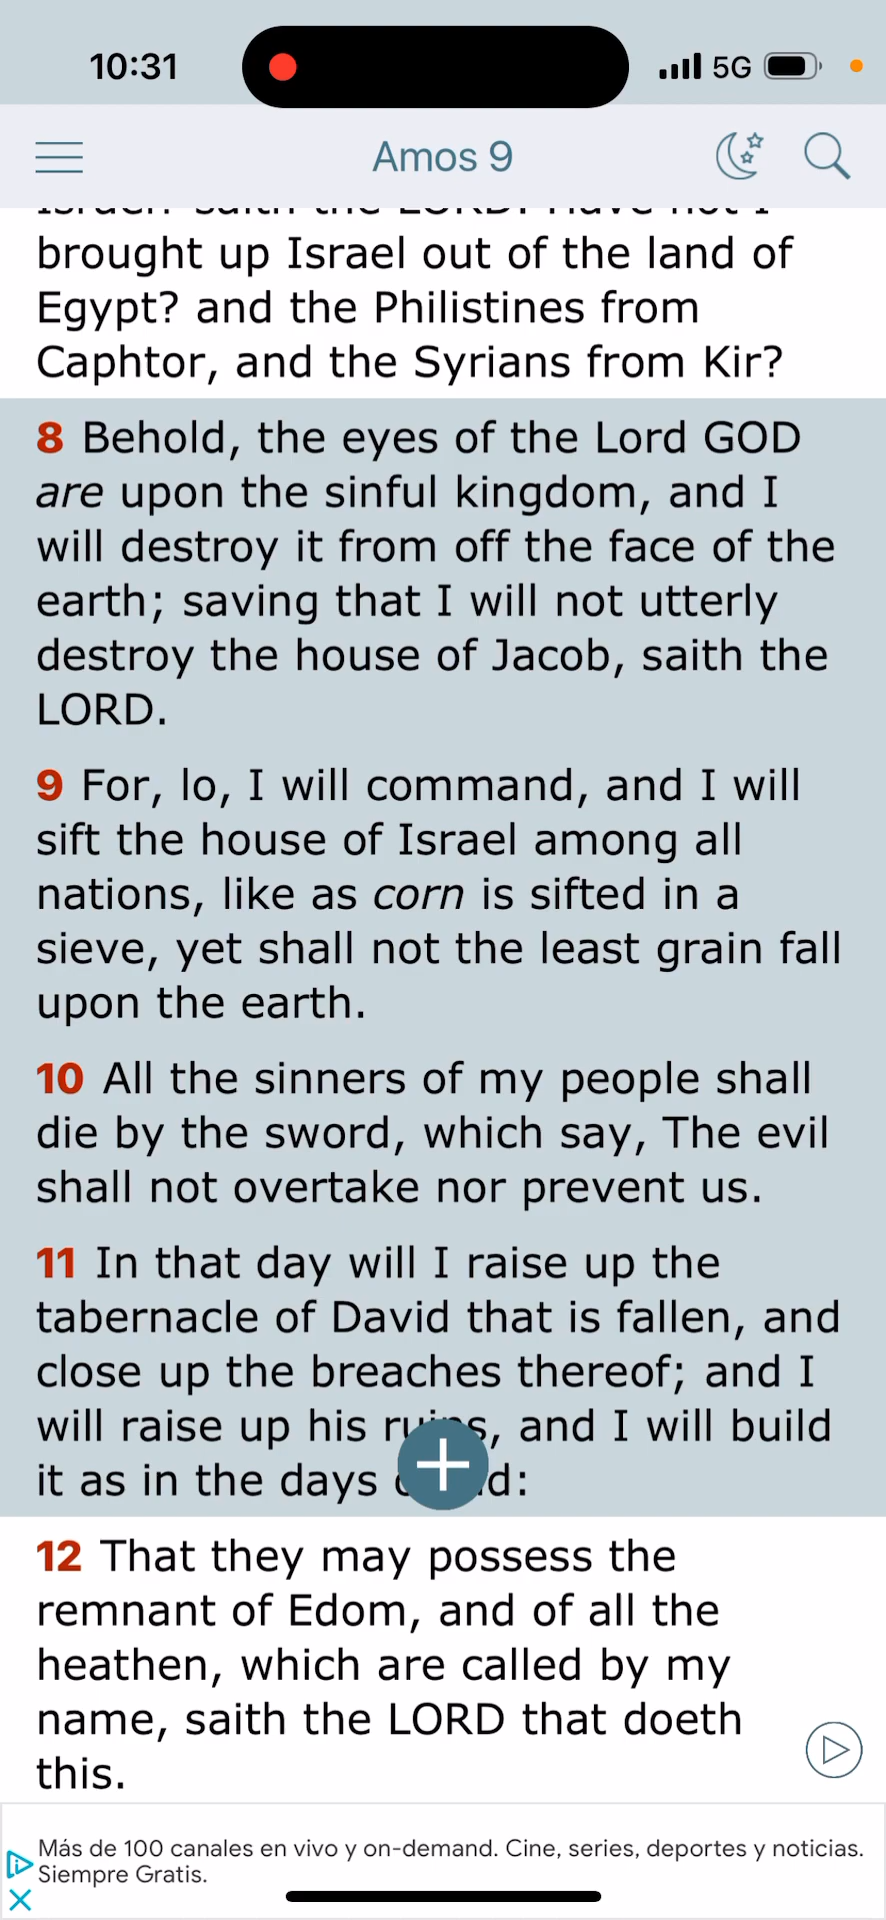 10:31
5G
Amos 9
brought up Israel out of the land of
Egypt? and the Philistines from
Caphtor, and the Syrians from Kir?
8 Behold, the eyes of the Lord GOD
are upon the sinful kingdom, and I
will destroy it from off the face of the
earth; saving that I will not utterly
destroy the house of Jacob, saith the
LORD.
9 For, lo, I will command, and I will
sift the house of Israel among all
nations, like as corn is sifted in a
sieve, yet shall not the least grain fall
upon the earth.
10 All the sinners of my people shall
die by the sword, which say, The evil
shall not overtake nor prevent us.
11 In that day will I raise up the
tabernacle of David that is fallen, and
close up the breaches thereof; and I
will raise up his ruins, and I will build
it as in the days
12 That they may possess the
remnant of Edom, and of all the
heathen, which are called by my
name, saith the LORD that doeth
this.
Más de 100 canales en vivo y on-demand. Cine, series, deportes y noticias.
Siempre Gratis.